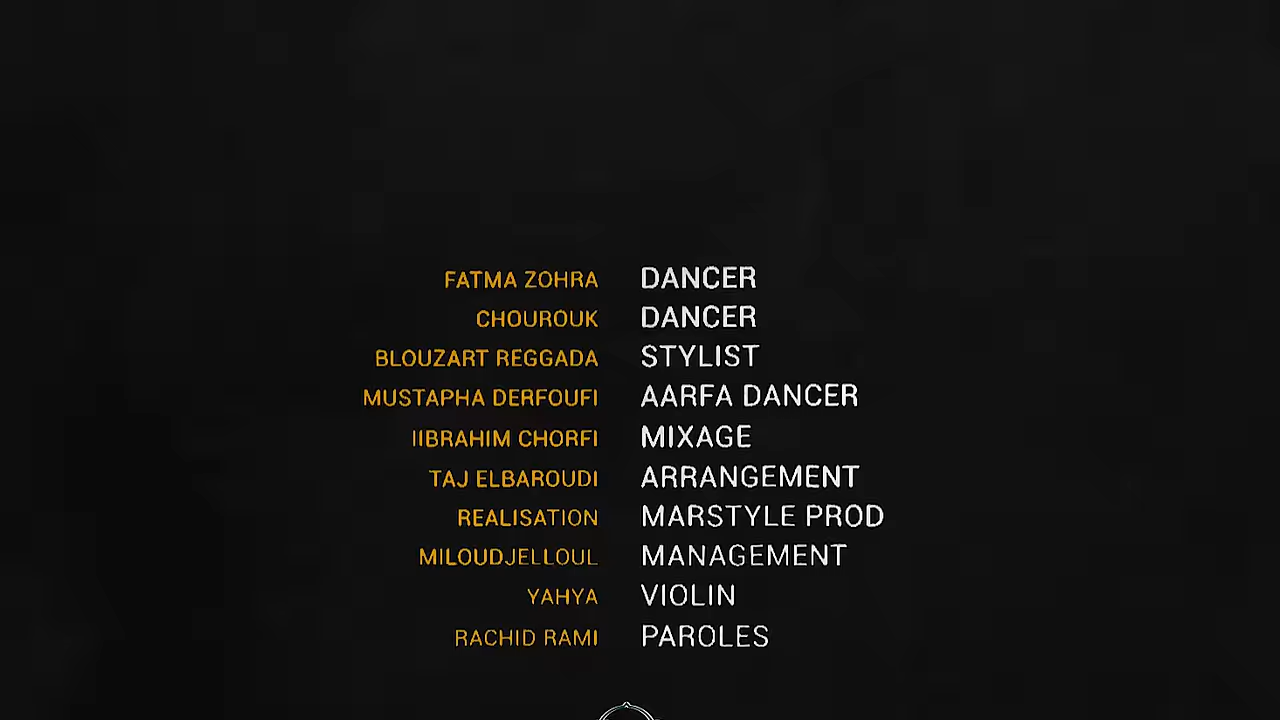 FATMA ZOHRA DANCER
CHOUROUK DANCER
BLOUZART REGGADA STYLIST
MUSTAPHA DERFOUFI AARFA DANCER
IIBRAHIM CHORFI MIXAGE
TAJ ELBAROUDI ARRANGEMENT
REALISATION MARSTYLE PROD
MILOUDJELLOUL MANAGEMENT
YAHYA VIOLIN
RACHID RAMI PAROLES